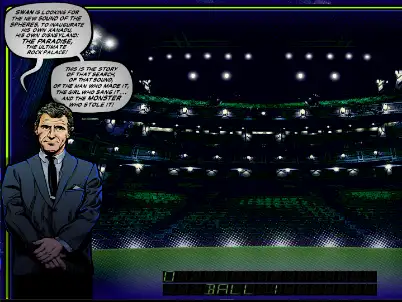 SWAN IS LOOKING
FOR THE NEW SOUND OF THE
SPHERES, TO INAUGURATE
HIS OWN XANADU,
HIS OWN DISNEYLAND:
THE PARADISE,
THE ULTIMATE
ROCK PALACE!
THIS IS THE STORY
OF THAT SEARCH,
OF THAT SOUND,
OF THE MAN WHO MADE IT,
THE GIRL WHO SANG IT...
AND THE MONSTER
WHO STOLE IT!
0
BALL 1